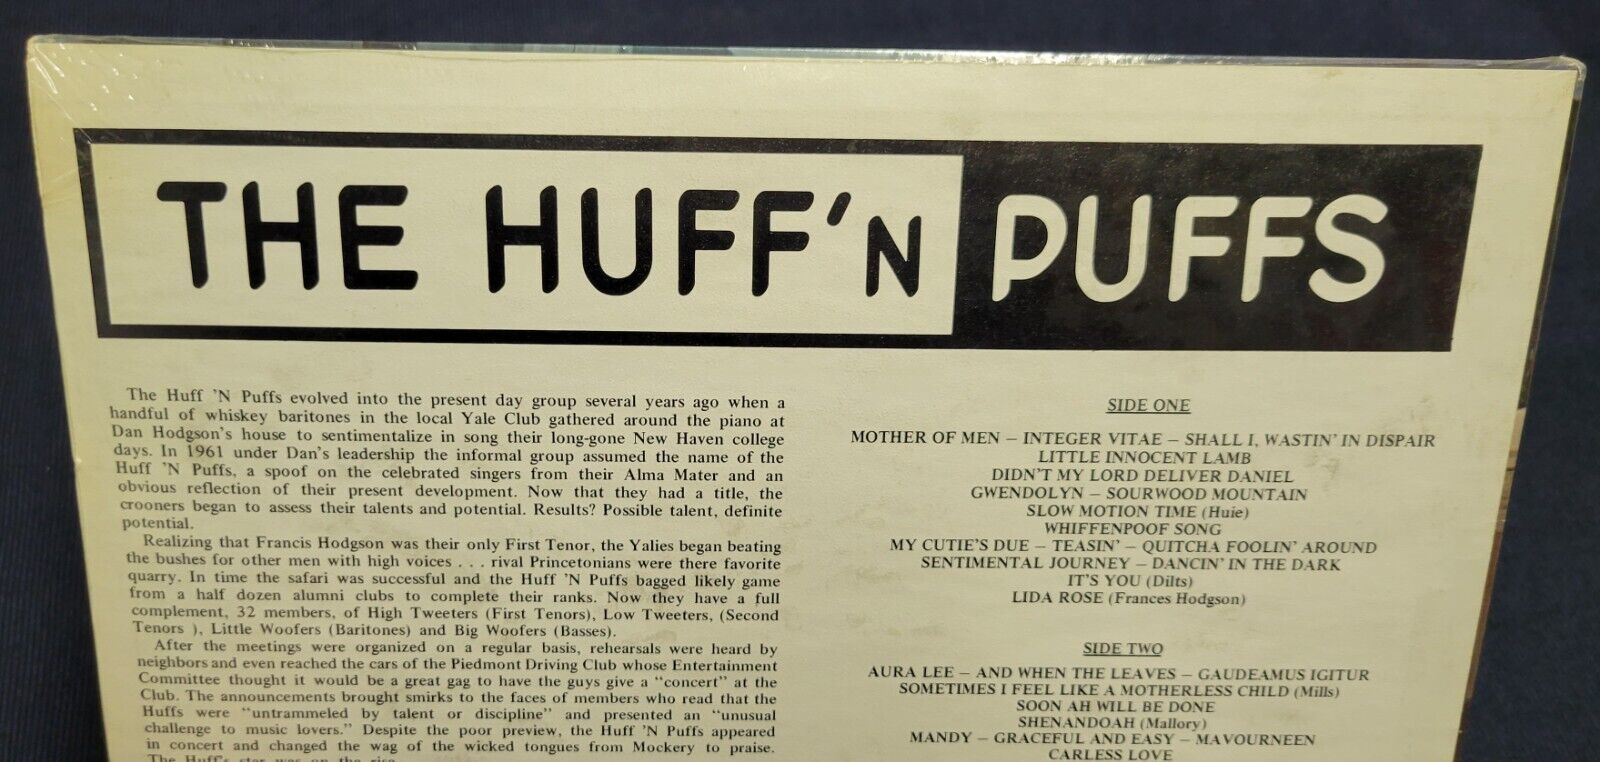 THE HUFF'N PUFFS
The Huff 'N Puffs evolved into the present day group several years ago when a
handful of whiskey baritones in the local Yale Club gathered around the piano at
Dan Hodgson's house to sentimentalize in song their long-gone New Haven college
days. In 1961 under Dan's leadership the informal group assumed the name of the
Huff 'N Puffs, a spoof on the celebrated singers from their Alma Mater and an
obvious reflection of their present development. Now that they had a title, the
crooners began to assess their talents and potential. Results? Possible talent, definite
potential.
Realizing that Francis Hodgson was their only First Tenor, the Yalies began beating
the bushes for other men with high voices . . . rival Princetonians were there favorite
quarry. In time the safari was successful and the Huff 'N Puffs bagged likely game
from a half dozen alumni clubs to complete their ranks. Now they have a full
complement, 32 members, of High Tweeters (First Tenors), Low Tweeters, (Second
Tenors ), Little Woofers (Baritones) and Big Woofers (Basses).
After the meetings were organized on a regular basis, rehearsals were heard by
neighbors and even reached the cars of the Piedmont Driving Club whose Entertainment
Committee thought it would be a great gag to have the guys give a "concert" at the
Club. The announcements brought smirks to the faces of members who read that the
Huffs were "untrammeled by talent or discipline" and presented an "unusual
challenge to music lovers." Despite the poor preview, the Huff 'N Puffs appeared
in concert and changed the wag of the wicked tongues from Mockery to praise.
The Huff's star was on the rise
SIDE ONE
MOTHER OF MEN – INTEGER VITAE – SHALL I, WASTIN' IN DISPAIR
LITTLE INNOCENT LAMB
DIDN'T MY LORD DELIVER DANIEL
GWENDOLYN – SOURWOOD MOUNTAIN
SLOW MOTION TIME (Huie)
WHIFFENPOOF SONG
MY CUTIE'S DUE – TEASIN' – QUITCHA FOOLIN' AROUND
SENTIMENTAL JOURNEY – DANCIN' IN THE DARK
IT'S YOU (Dilts)
LIDA ROSE (Frances Hodgson)
SIDE TWO
AURA LEE – AND WHEN THE LEAVES – GAUDEAMUS IGITUR
SOMETIMES I FEEL LIKE A MOTHERLESS CHILD (Mills)
SOON AH WILL BE DONE
SHENANDOAH (Mallory)
MANDY – GRACEFUL AND EASY – MAVOURNEEN
CARLESS LOVE